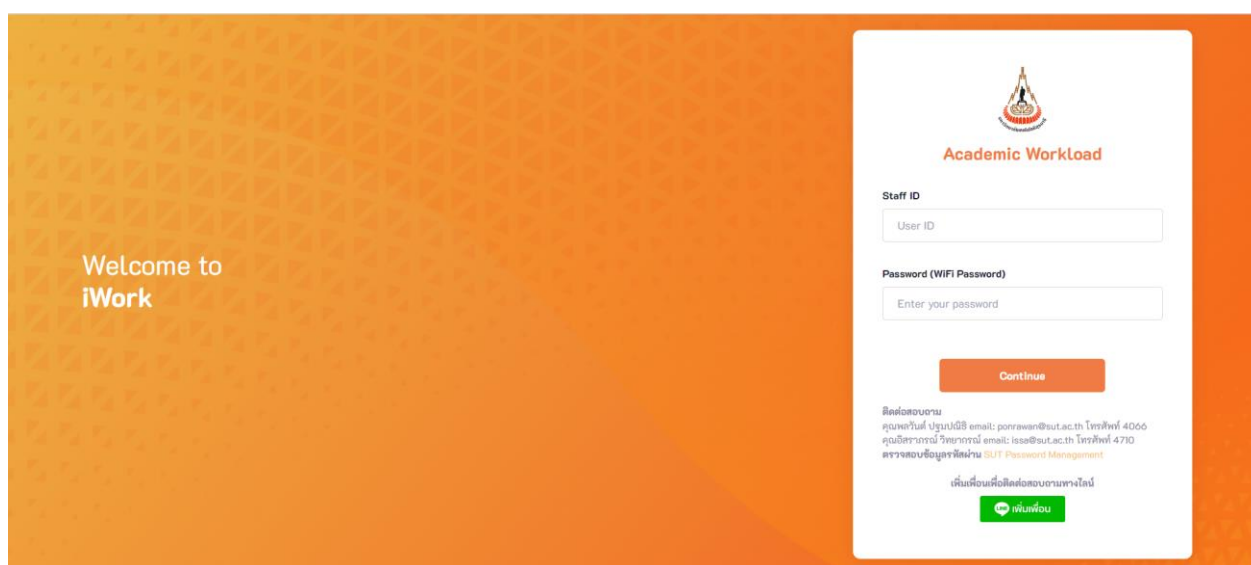 Welcome to
iWork
Academic Workload
Staff ID
User ID
Password (WiFi Password)
Enter your password
Continue
ติดต่อสอบถาม
คุณพลวันต์ ปฐมปณิธิ email: ponrawan@sut.ac.th โทรศัพท์ 4066
คุณอิสราภรณ์ วิทยากรณ์ email: issa@sut.ac.th โทรศัพท์ 4710
ตรวจสอบข้อมูลรหัสผ่าน SUT Password Management
เพิ่มเพื่อนเพื่อติดต่อสอบถามทางไลน์
LINE เพิ่มเพื่อน